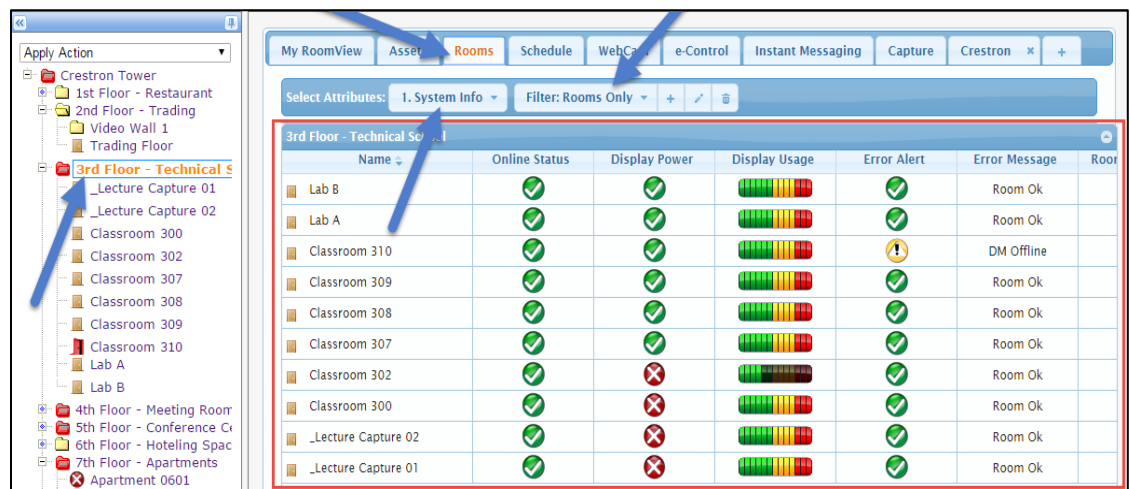 Apply Action
Crestron Tower
1st Floor - Restaurant
2nd Floor - Trading
Video Wall 1
Trading Floor
3rd Floor - Technical S
_Lecture Capture 01
_Lecture Capture 02
Classroom 300
Classroom 302
Classroom 307
Classroom 308
Classroom 309
Classroom 310
Lab A
Lab B
4th Floor - Meeting Room
5th Floor - Conference Ce
6th Floor - Hoteling Spac
7th Floor - Apartments
Apartment 0601
My RoomView Asset Rooms Schedule e-Control Instant Messaging Capture Crestron × +
Select Attributes: 1. System Info Filter: Rooms Only +
3rd Floor - Technical School
Name Online Status Display Power Display Usage Error Alert Error Message Roor
Lab B Room Ok
Lab A Room Ok
Classroom 310 DM Offline
Classroom 309 Room Ok
Classroom 308 Room Ok
Classroom 307 Room Ok
Classroom 302 Room Ok
Classroom 300 Room Ok
_Lecture Capture 02 Room Ok
_Lecture Capture 01 Room Ok